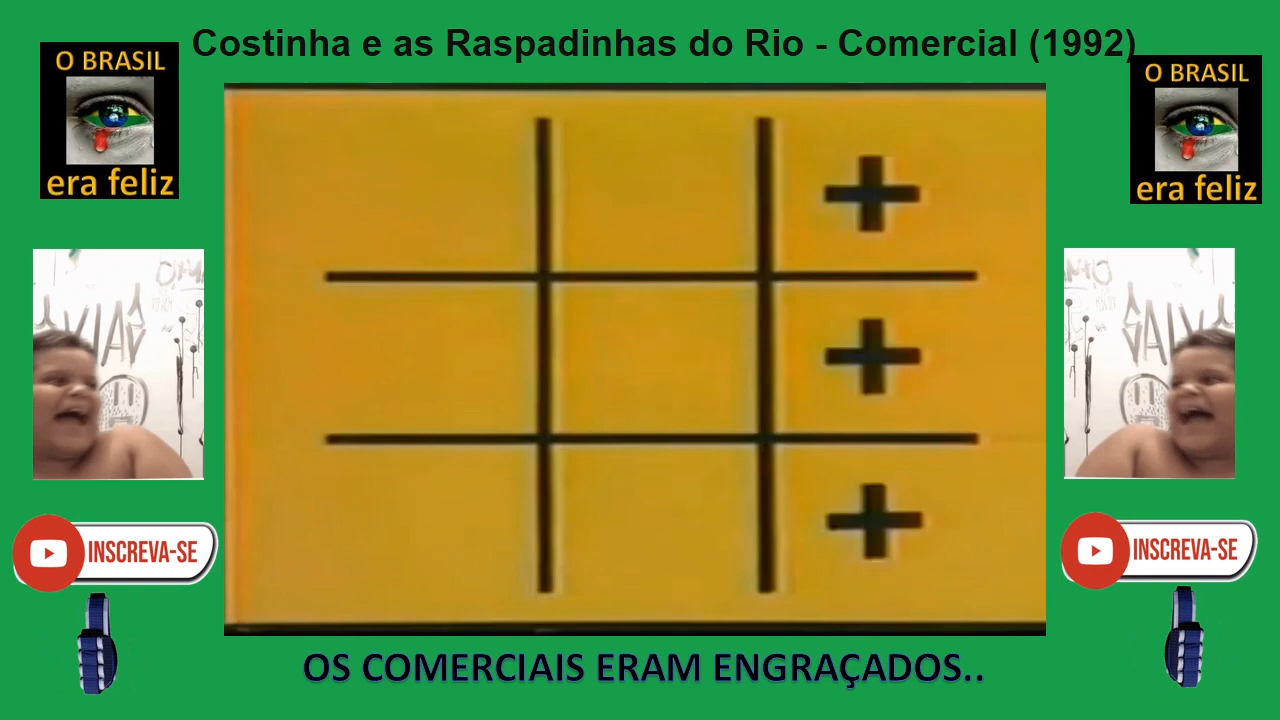 Costinha e as Raspadinhas do Rio - Comercial (1992)
O BRASIL
era feliz
O BRASIL
era feliz
INSCREVA-SE
INSCREVA-SE
OS COMERCIAIS ERAM ENGRAÇADOS..